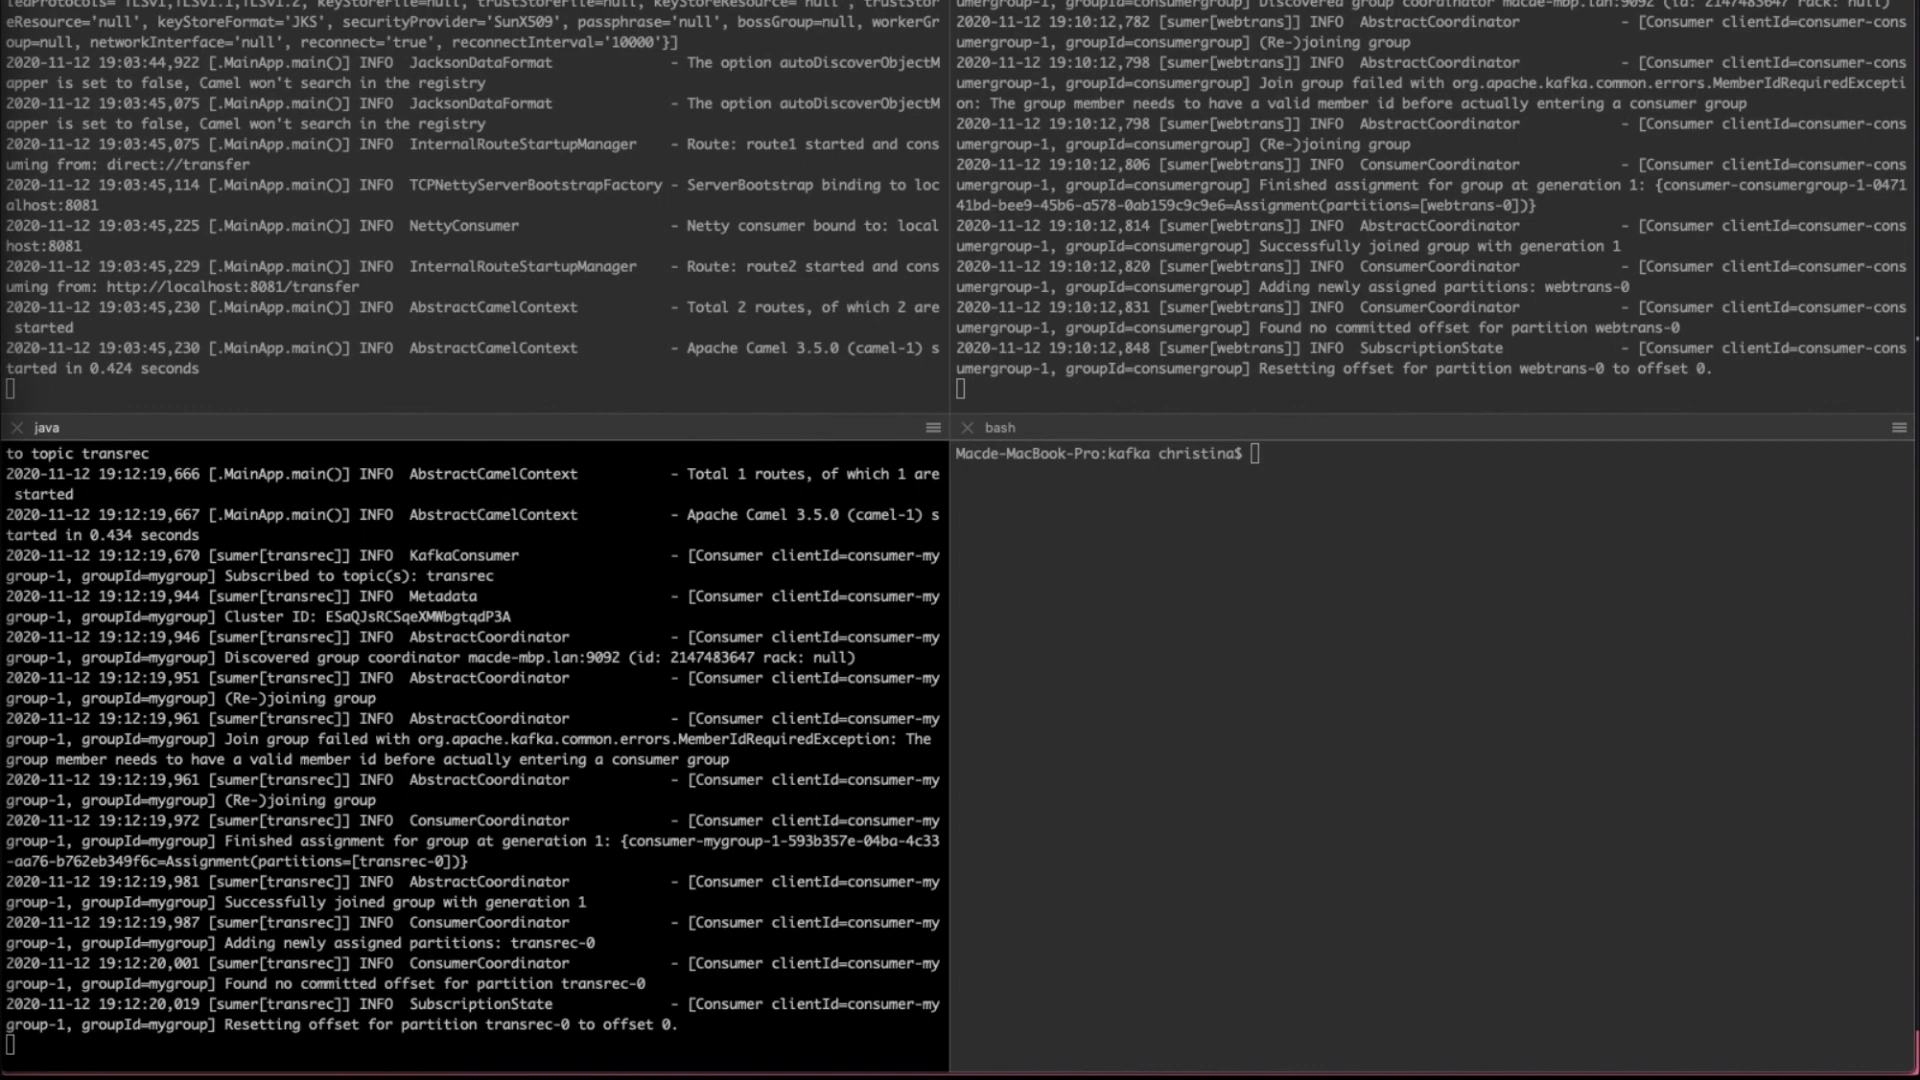 leaProtocols='TLSv1,TLSv1.1,TLSv1.2, keyStoreFile=null, trustStoreFile=null, keyStoreResource='null', trustStor
eResource='null', keyStoreFormat='JKS', securityProvider='SunX509', passphrase='null', bossGroup=null, workerGr
oup=null, networkInterface='null', reconnect='true', reconnectInterval='10000'}]
2020-11-12 19:03:44,922 [.MainApp.main()] INFO  JacksonDataFormat              - The option autoDiscoverObjectM
apper is set to false, Camel won't search in the registry
2020-11-12 19:03:45,075 [.MainApp.main()] INFO  JacksonDataFormat              - The option autoDiscoverObjectM
apper is set to false, Camel won't search in the registry
2020-11-12 19:03:45,075 [.MainApp.main()] INFO  InternalRouteStartupManager    - Route: route1 started and cons
uming from: direct://transfer
2020-11-12 19:03:45,114 [.MainApp.main()] INFO  TCPNettyServerBootstrapFactory - ServerBootstrap binding to loc
alhost:8081
2020-11-12 19:03:45,225 [.MainApp.main()] INFO  NettyConsumer                  - Netty consumer bound to: local
host:8081
2020-11-12 19:03:45,229 [.MainApp.main()] INFO  InternalRouteStartupManager    - Route: route2 started and cons
uming from: http://localhost:8081/transfer
2020-11-12 19:03:45,230 [.MainApp.main()] INFO  AbstractCamelContext           - Total 2 routes, of which 2 are
 started
2020-11-12 19:03:45,230 [.MainApp.main()] INFO  AbstractCamelContext           - Apache Camel 3.5.0 (camel-1) s
tarted in 0.424 seconds
umergroup-1, groupId=consumergroup] Discovered group coordinator macde-mbp.lan:9092 (id: 2147483647 rack: null)
2020-11-12 19:10:12,782 [sumer[webtrans]] INFO  AbstractCoordinator            - [Consumer clientId=consumer-cons
umergroup-1, groupId=consumergroup] (Re-)joining group
2020-11-12 19:10:12,798 [sumer[webtrans]] INFO  AbstractCoordinator            - [Consumer clientId=consumer-cons
umergroup-1, groupId=consumergroup] Join group failed with org.apache.kafka.common.errors.MemberIdRequiredExcepti
on: The group member needs to have a valid member id before actually entering a consumer group
2020-11-12 19:10:12,798 [sumer[webtrans]] INFO  AbstractCoordinator            - [Consumer clientId=consumer-cons
umergroup-1, groupId=consumergroup] (Re-)joining group
2020-11-12 19:10:12,806 [sumer[webtrans]] INFO  ConsumerCoordinator            - [Consumer clientId=consumer-cons
umergroup-1, groupId=consumergroup] Finished assignment for group at generation 1: {consumer-consumergroup-1-0471
41bd-bee9-45b6-a578-0ab159c9c9e6=Assignment(partitions=[webtrans-0])}
2020-11-12 19:10:12,814 [sumer[webtrans]] INFO  AbstractCoordinator            - [Consumer clientId=consumer-cons
umergroup-1, groupId=consumergroup] Successfully joined group with generation 1
2020-11-12 19:10:12,820 [sumer[webtrans]] INFO  ConsumerCoordinator            - [Consumer clientId=consumer-cons
umergroup-1, groupId=consumergroup] Adding newly assigned partitions: webtrans-0
2020-11-12 19:10:12,831 [sumer[webtrans]] INFO  ConsumerCoordinator            - [Consumer clientId=consumer-cons
umergroup-1, groupId=consumergroup] Found no committed offset for partition webtrans-0
2020-11-12 19:10:12,848 [sumer[webtrans]] INFO  SubscriptionState              - [Consumer clientId=consumer-cons
umergroup-1, groupId=consumergroup] Resetting offset for partition webtrans-0 to offset 0.
java
to topic transrec
2020-11-12 19:12:19,666 [.MainApp.main()] INFO  AbstractCamelContext           - Total 1 routes, of which 1 are
 started
2020-11-12 19:12:19,667 [.MainApp.main()] INFO  AbstractCamelContext           - Apache Camel 3.5.0 (camel-1) s
tarted in 0.434 seconds
2020-11-12 19:12:19,670 [sumer[transrec]] INFO  KafkaConsumer                  - [Consumer clientId=consumer-my
group-1, groupId=mygroup] Subscribed to topic(s): transrec
2020-11-12 19:12:19,944 [sumer[transrec]] INFO  Metadata                       - [Consumer clientId=consumer-my
group-1, groupId=mygroup] Cluster ID: ESaQJsRCSqeXMWbgtqdP3A
2020-11-12 19:12:19,946 [sumer[transrec]] INFO  AbstractCoordinator            - [Consumer clientId=consumer-my
group-1, groupId=mygroup] Discovered group coordinator macde-mbp.lan:9092 (id: 2147483647 rack: null)
2020-11-12 19:12:19,951 [sumer[transrec]] INFO  AbstractCoordinator            - [Consumer clientId=consumer-my
group-1, groupId=mygroup] (Re-)joining group
2020-11-12 19:12:19,961 [sumer[transrec]] INFO  AbstractCoordinator            - [Consumer clientId=consumer-my
group-1, groupId=mygroup] Join group failed with org.apache.kafka.common.errors.MemberIdRequiredException: The
group member needs to have a valid member id before actually entering a consumer group
2020-11-12 19:12:19,961 [sumer[transrec]] INFO  AbstractCoordinator            - [Consumer clientId=consumer-my
group-1, groupId=mygroup] (Re-)joining group
2020-11-12 19:12:19,972 [sumer[transrec]] INFO  ConsumerCoordinator            - [Consumer clientId=consumer-my
group-1, groupId=mygroup] Finished assignment for group at generation 1: {consumer-mygroup-1-593b357e-04ba-4c33
-aa76-b762eb349f6c=Assignment(partitions=[transrec-0])}
2020-11-12 19:12:19,981 [sumer[transrec]] INFO  AbstractCoordinator            - [Consumer clientId=consumer-my
group-1, groupId=mygroup] Successfully joined group with generation 1
2020-11-12 19:12:19,987 [sumer[transrec]] INFO  ConsumerCoordinator            - [Consumer clientId=consumer-my
group-1, groupId=mygroup] Adding newly assigned partitions: transrec-0
2020-11-12 19:12:20,001 [sumer[transrec]] INFO  ConsumerCoordinator            - [Consumer clientId=consumer-my
group-1, groupId=mygroup] Found no committed offset for partition transrec-0
2020-11-12 19:12:20,019 [sumer[transrec]] INFO  SubscriptionState              - [Consumer clientId=consumer-my
group-1, groupId=mygroup] Resetting offset for partition transrec-0 to offset 0.
bash
Macde-MacBook-Pro:kafka christina$